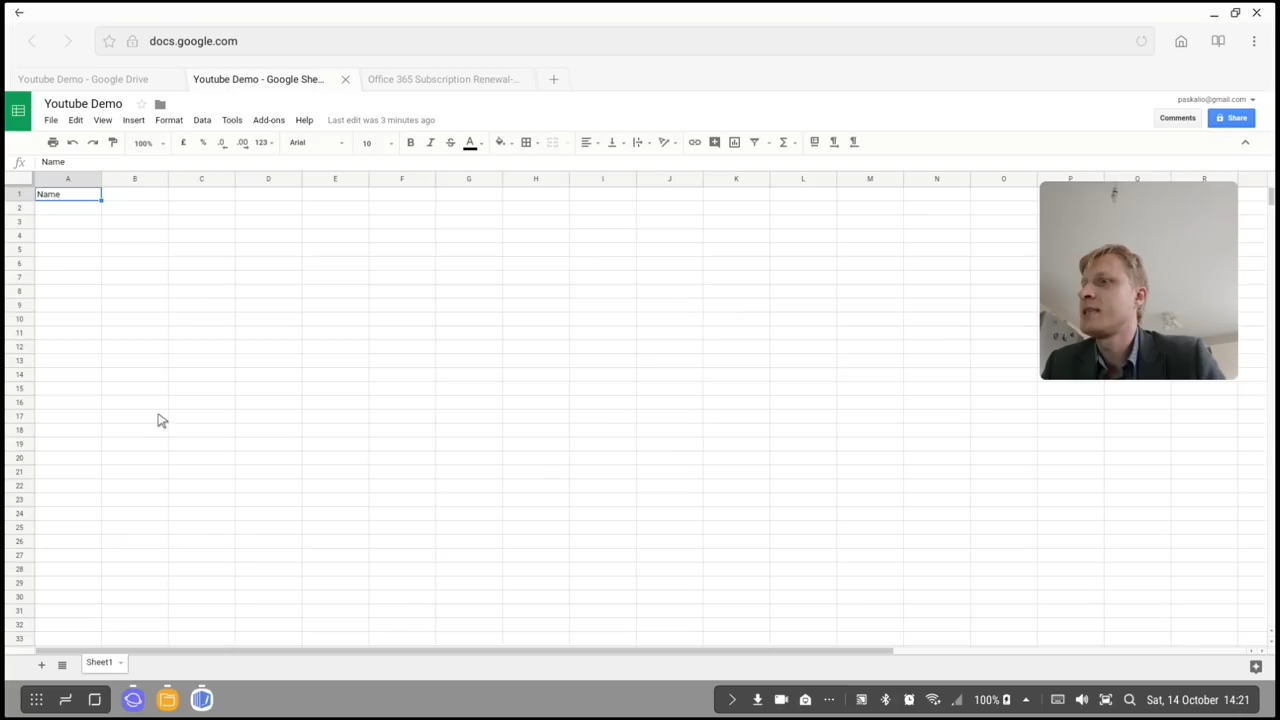 docs.google.com
Youtube Demo - Google Drive
Youtube Demo - Google She...
Office 365 Subscription Renewal-...
Youtube Demo
paskalio@gmail.com
File Edit View Insert Format Data Tools Add-ons Help Last edit was 3 minutes ago
Comments
Share
100% £ % .0 .00 123 Arial 10 B I S A Σ
fx Name
A B C D E F G H I J K L M N O P Q R
1 Name
2
3
4
5
6
7
8
9
10
11
12
13
14
15
16
17
18
19
20
21
22
23
24
25
26
27
28
29
30
31
32
33
Sheet1
100% Sat, 14 October 14:21